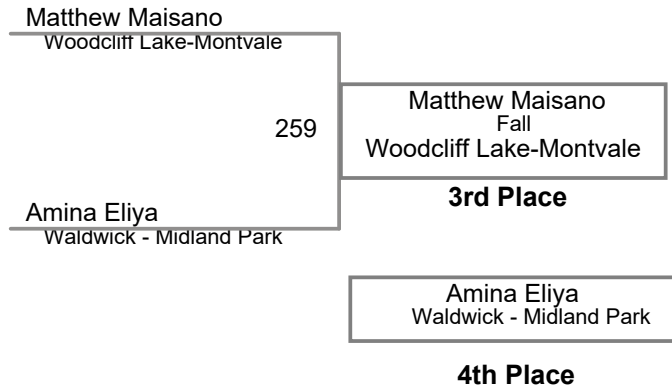 Matthew Maisano
Woodcliff Lake-Montvale
259
Matthew Maisano
Fall
Woodcliff Lake-Montvale
3rd Place
Amina Eliya
Waldwick - Midland Park
Amina Eliya
Waldwick - Midland Park
4th Place